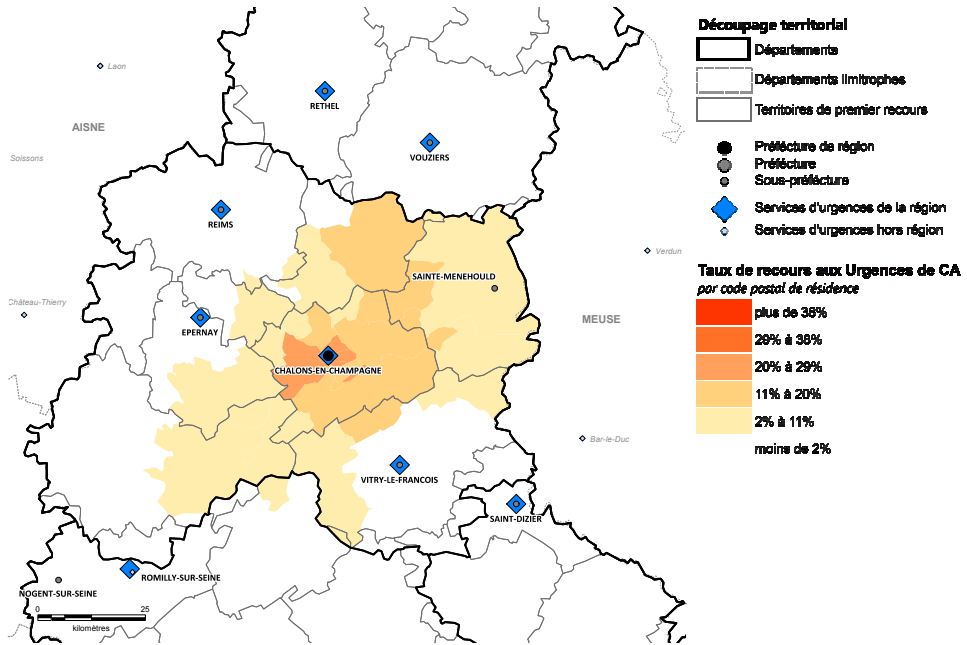 Découpage territorial
Départements
Départements limitrophes
Territoires de premier recours
Préfécture de région
Préfécture
Sous-préfécture
Services d'urgences de la région
Services d'urgences hors région
Taux de recours aux Urgences de CA
par code postal de résidence
plus de 38%
29% à 38%
20% à 29%
11% à 20%
2% à 11%
moins de 2%
Laon
AISNE
Soissons
RETHEL
VOUZIERS
REIMS
Verdun
SAINTE-MENEHOULD
Château-Thierry
EPERNAY
MEUSE
CHALONS-EN-CHAMPAGNE
Bar-le-Duc
VITRY-LE-FRANCOIS
SAINT-DIZIER
ROMILLY-SUR-SEINE
NOGENT-SUR-SEINE
0 25
kilomètres